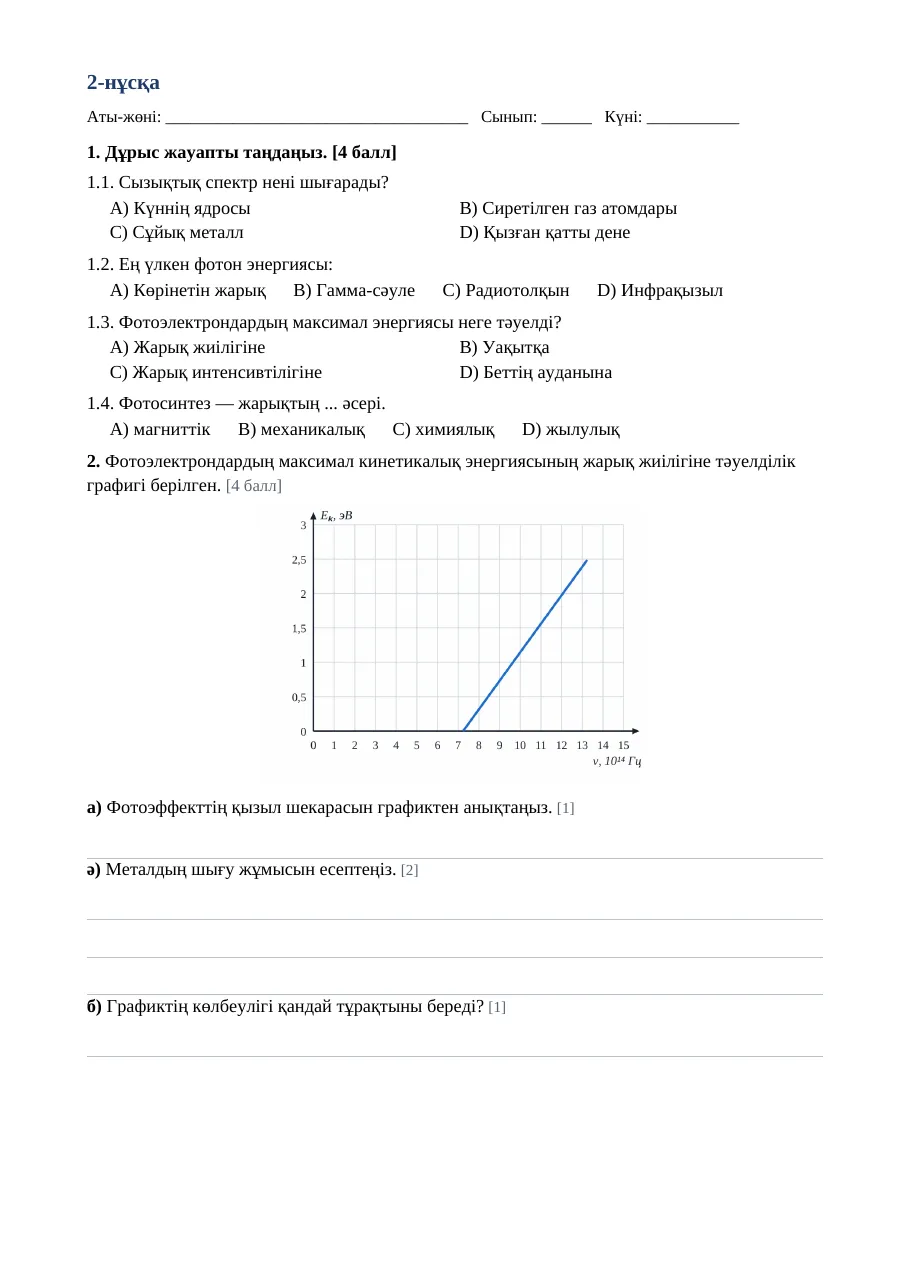 2-нұсқа
Аты-жөні: ____________________________________ Сынып: ______ Күні: ___________
1. Дұрыс жауапты таңдаңыз. [4 балл]
1.1. Сызықтық спектр нені шығарады?
A) Күннің ядросы B) Сиретілген газ атомдары
C) Сұйық металл D) Қызған қатты дене
1.2. Ең үлкен фотон энергиясы:
A) Көрінетін жарық B) Гамма-сәуле C) Радиотолқын D) Инфрақызыл
1.3. Фотоэлектрондардың максимал энергиясы неге тәуелді?
A) Жарық жиілігіне B) Уақытқа
C) Жарық интенсивтілігіне D) Беттің ауданына
1.4. Фотосинтез — жарықтың ... әсері.
A) магниттік B) механикалық C) химиялық D) жылулық
2. Фотоэлектрондардың максимал кинетикалық энергиясының жарық жиілігіне тәуелділік
графигі берілген. [4 балл]
Eₖ, эВ
3
2,5
2
1,5
1
0,5
0
0 1 2 3 4 5 6 7 8 9 10 11 12 13 14 15
ν, 10¹⁴ Гц
а) Фотоэффекттің қызыл шекарасын графиктен анықтаңыз. [1]
ә) Металдың шығу жұмысын есептеңіз. [2]
б) Графиктің көлбеулігі қандай тұрақтыны береді? [1]